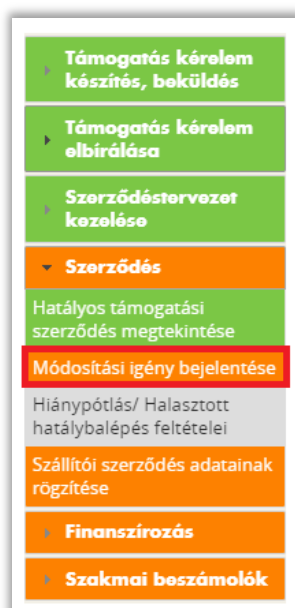 Támogatás kérelem
készítés, beküldés
Támogatás kérelem
elbírálása
Szerződéstervezet
kezelése
Szerződés
Hatályos támogatási
szerződés megtekintése
Módosítási igény bejelentése
Hiánypótlás/ Halasztott
hatálybalépés feltételei
Szállítói szerződés adatainak
rögzítése
Finanszírozás
Szakmai beszámolók